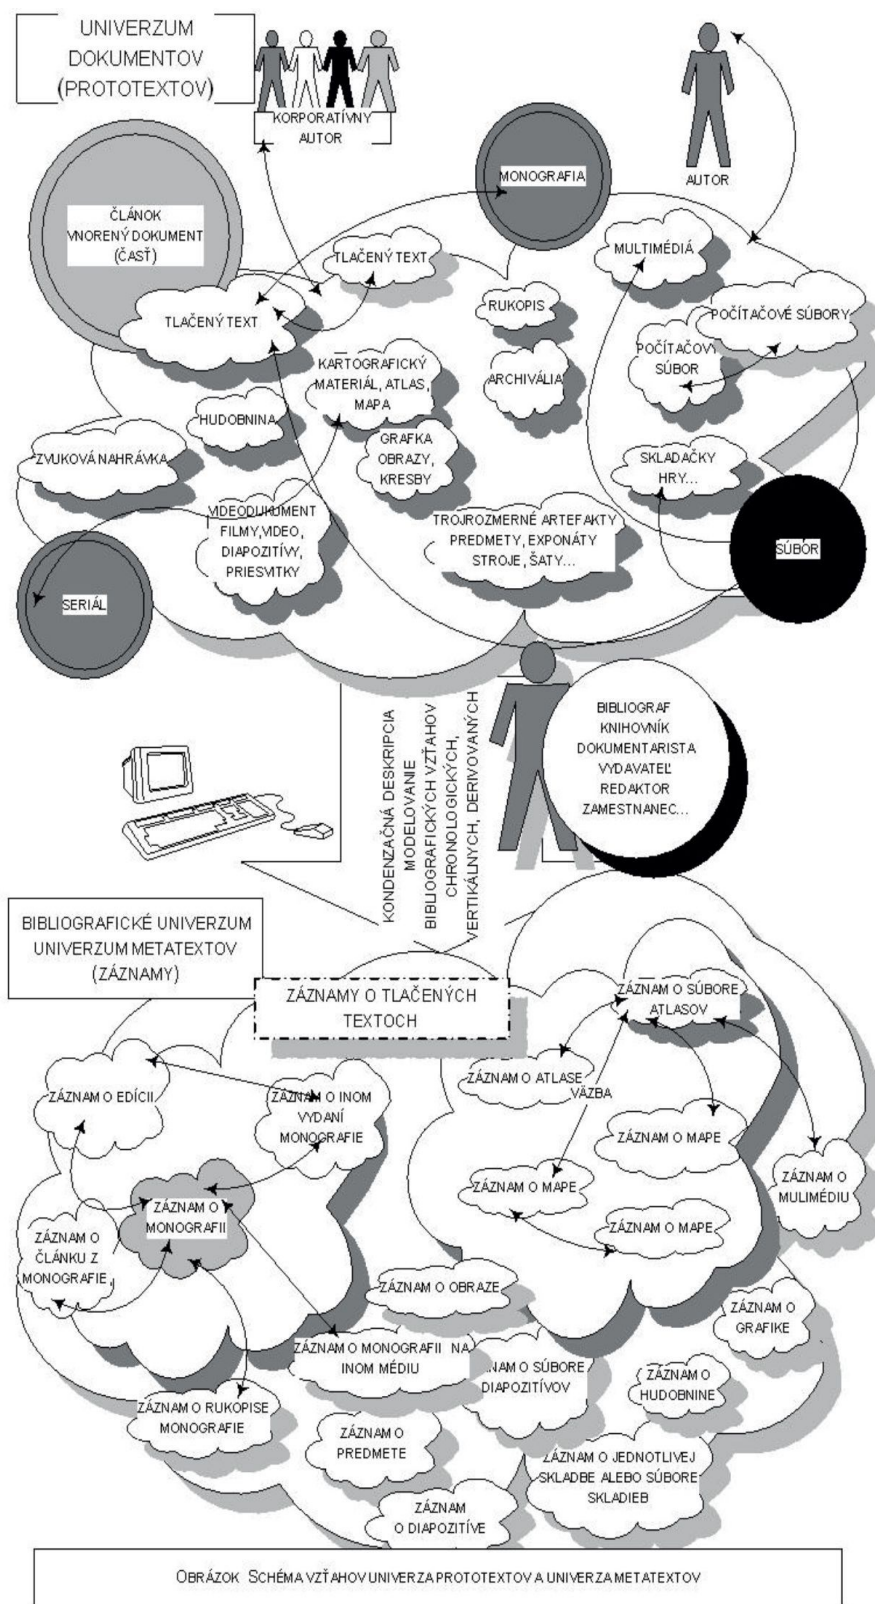 UNIVERZUM
DOKUMENTOV
(PROTOTEXTOV)
KORPORATÍVNY
AUTOR
AUTOR
MONOGRAFIA
ČLÁNOK
VNORENÝ DOKUMENT
(ČASŤ)
TLAČENÝ TEXT
MULTIMÉDIÁ
TLAČENÝ TEXT
RUKOPIS
POČÍTAČOVÉ SÚBORY
POČÍTAČOVÝ
SÚBOR
KARTOGRAFICKÝ
MATERIÁL, ATLAS,
MAPA
ARCHIVÁLIA
HUDOBNINA
GRAFKA
OBRAZY,
KRESBY
ZVUKOVÁ NAHRÁVKA
SKLADAČKY
HRY...
VIDEODUKUMENT
FILMY,VIDEO,
DIAPOZITÍVY,
PRIESVITKY
TROJROZMERNÉ ARTEFAKTY
PREDMETY, EXPONÁTY
STROJE, ŠATY...
SÚBOR
SERIÁL
KONDENZAČNÁ DESKRIPCIA
MODELOVANIE
BIBLIOGRAFICKÝCH VZŤAHOV
CHRONOLOGICKÝCH,
VERTIKÁLNYCH, DERIVOVANÝCH
BIBLIOGRAF
KNIHOVNÍK
DOKUMENTARISTA
VYDAVATEĽ
REDAKTOR
ZAMESTNANEC...
BIBLIOGRAFICKÉ UNIVERZUM
UNIVERZUM METATEXTOV
(ZÁZNAMY)
ZÁZNAMY O TLAČENÝCH
TEXTOCH
ZÁZNAM O SÚBORE
ATLASOV
ZÁZNAM O ATLASE
VÄZBA
ZÁZNAM O EDÍCII
ZÁZNAM O INOM
VYDANÍ
MONOGRAFIE
ZÁZNAM O MAPE
ZÁZNAM O MAPE
ZÁZNAM O
MULIMÉDIU
ZÁZNAM O
MONOGRAFII
ZÁZNAM O MAPE
ZÁZNAM O
ČLÁNKU Z
MONOGRAFIE,
ZÁZNAM O OBRAZE
ZÁZNAM O
GRAFIKE
ZÁZNAM O MONOGRAFII NA
INOM MÉDIU
NAM O SÚBORE
DIAPOZITÍVOV
ZÁZNAM O
HUDOBNINE
ZÁZNAM O RUKOPISE
MONOGRAFIE
ZÁZNAM O
PREDMETE
ZÁZNAM O JEDNOTLIVEJ
SKLADBE ALEBO SÚBORE
SKLADIEB
ZÁZNAM
O DIAPOZITÍVE
OBRÁZOK SCHÉMA VZŤAHOV UNIVERZA PROTOTEXTOV A UNIVERZA METATEXTOV